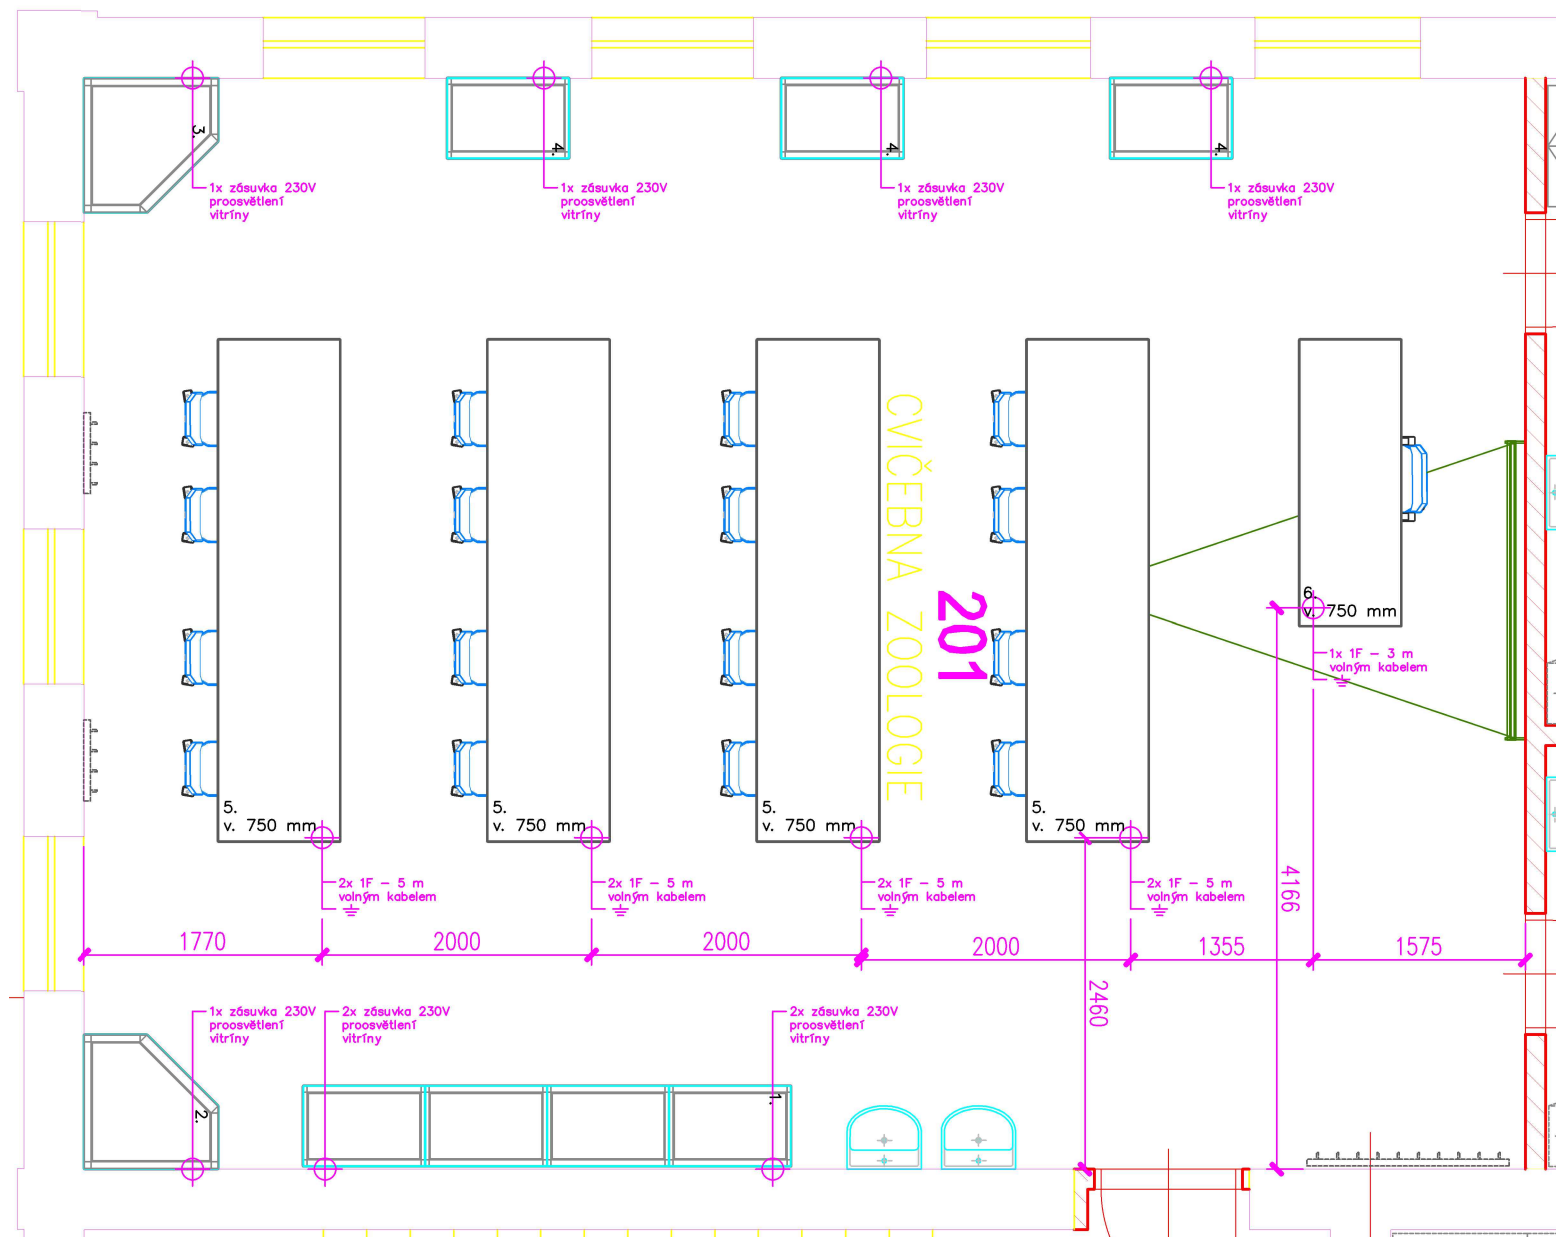 3.
4.
4.
4.
1x zásuvka 230V
proosvětlení
vitríny
1x zásuvka 230V
proosvětlení
vitríny
1x zásuvka 230V
proosvětlení
vitríny
1x zásuvka 230V
proosvětlení
vitríny
CVIČEBNA ZOOLOGIE
201
6.
v. 750 mm
1x 1F – 3 m
volným kabelem
5.
v. 750 mm
5.
v. 750 mm
5.
v. 750 mm
5.
v. 750 mm
2x 1F – 5 m
volným kabelem
2x 1F – 5 m
volným kabelem
2x 1F – 5 m
volným kabelem
2x 1F – 5 m
volným kabelem
4166
1770
2000
2000
2000
1355
1575
2460
1x zásuvka 230V
proosvětlení
vitríny
2x zásuvka 230V
proosvětlení
vitríny
2x zásuvka 230V
proosvětlení
vitríny
2.
1.